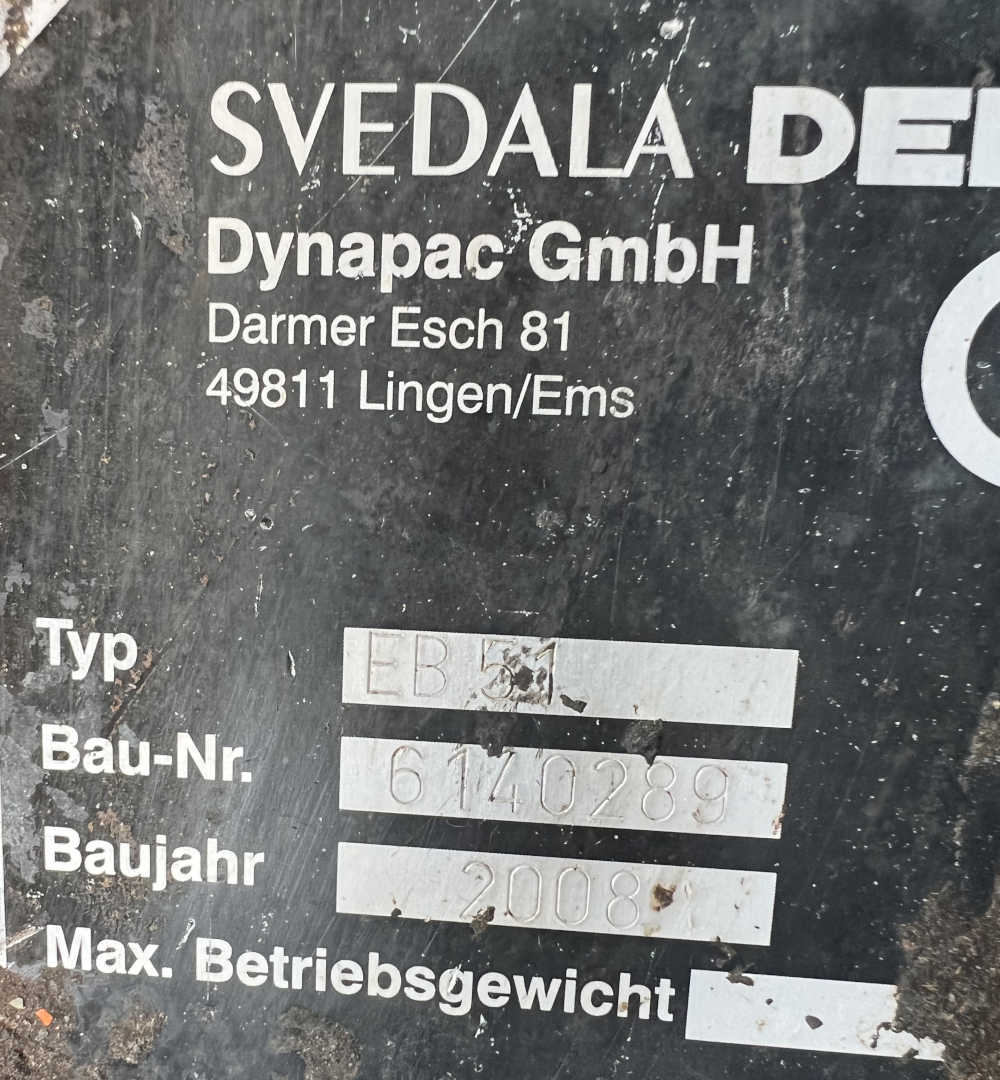 SVEDALA DE
Dynapac GmbH
Darmer Esch 81
49811 Lingen/Ems
Typ EB 51
Bau-Nr. 6140289
Baujahr 2008
Max. Betriebsgewicht